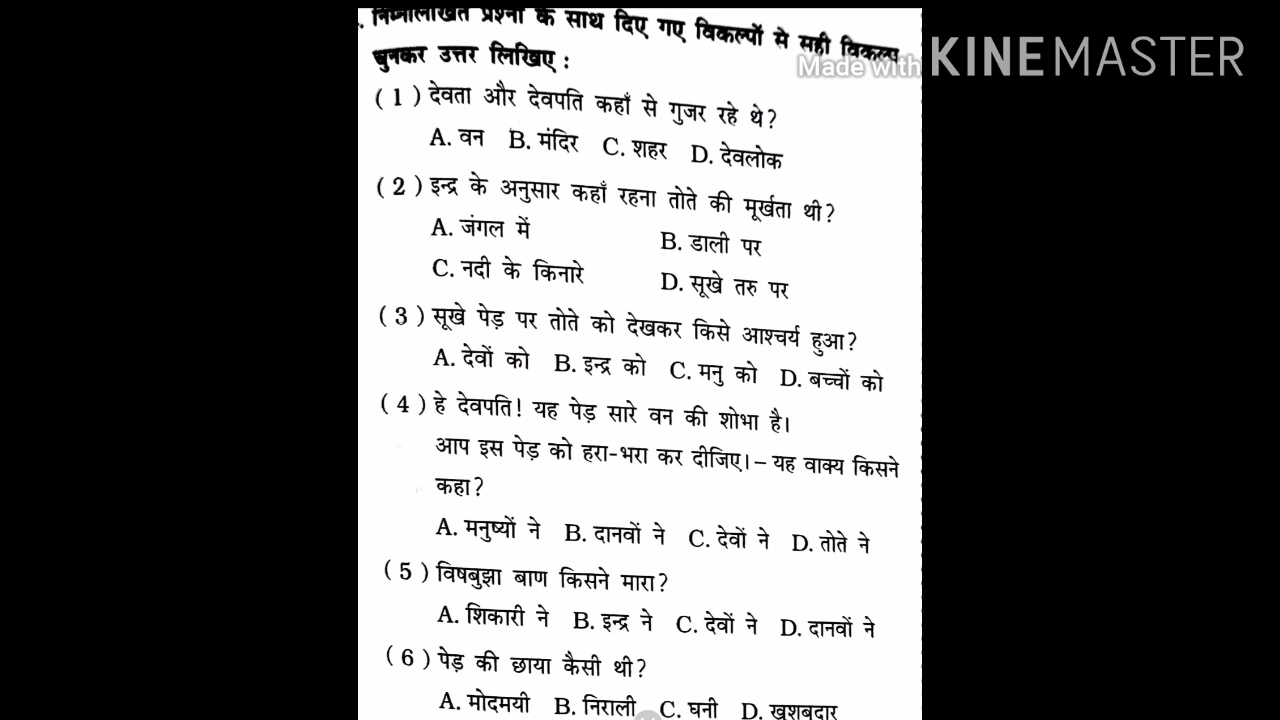 . निम्नलिखित प्रश्नों के साथ दिए गए विकल्पों से सही विकल्प
चुनकर उत्तर लिखिए :
Made with KINEMASTER
( 1 ) देवता और देवपति कहाँ से गुजर रहे थे?
A. वन B. मंदिर C. शहर D. देवलोक
( 2 ) इन्द्र के अनुसार कहाँ रहना तोते की मूर्खता थी?
A. जंगल में B. डाली पर
C. नदी के किनारे D. सूखे तरु पर
( 3 ) सूखे पेड़ पर तोते को देखकर किसे आश्चर्य हुआ?
A. देवों को B. इन्द्र को C. मनु को D. बच्चों को
( 4 ) हे देवपति! यह पेड़ सारे वन की शोभा है।
आप इस पेड़ को हरा-भरा कर दीजिए।– यह वाक्य किसने
कहा?
A. मनुष्यों ने B. दानवों ने C. देवों ने D. तोते ने
( 5 ) विषबुझा बाण किसने मारा?
A. शिकारी ने B. इन्द्र ने C. देवों ने D. दानवों ने
( 6 ) पेड़ की छाया कैसी थी?
A. मोदमयी B. निराली C. घनी D. खुशबूदार